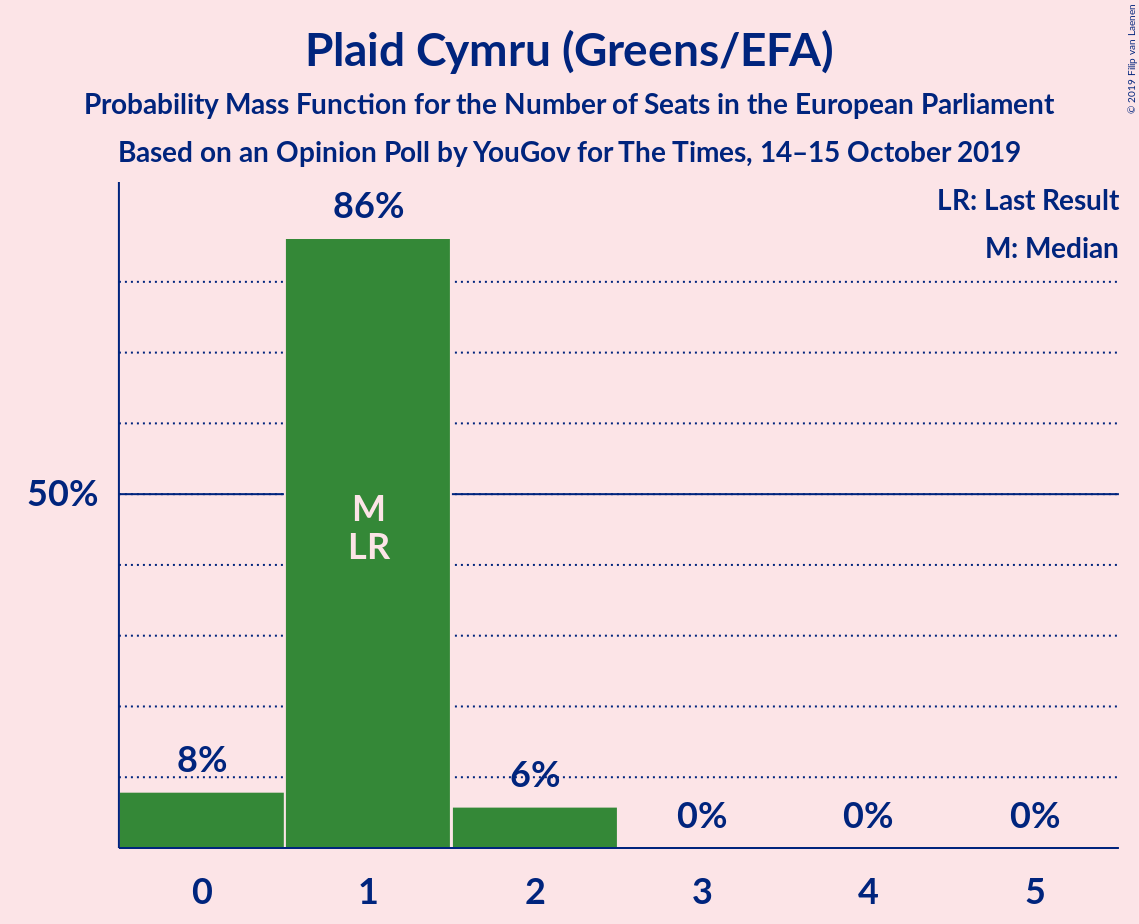 Plaid Cymru (Greens/EFA)
Probability Mass Function for the Number of Seats in the European Parliament
Based on an Opinion Poll by YouGov for The Times, 14–15 October 2019
© 2019 Filip van Laenen
LR: Last Result
M: Median
86%
50%
M
LR
8%
6%
0%
0%
0%
0
1
2
3
4
5